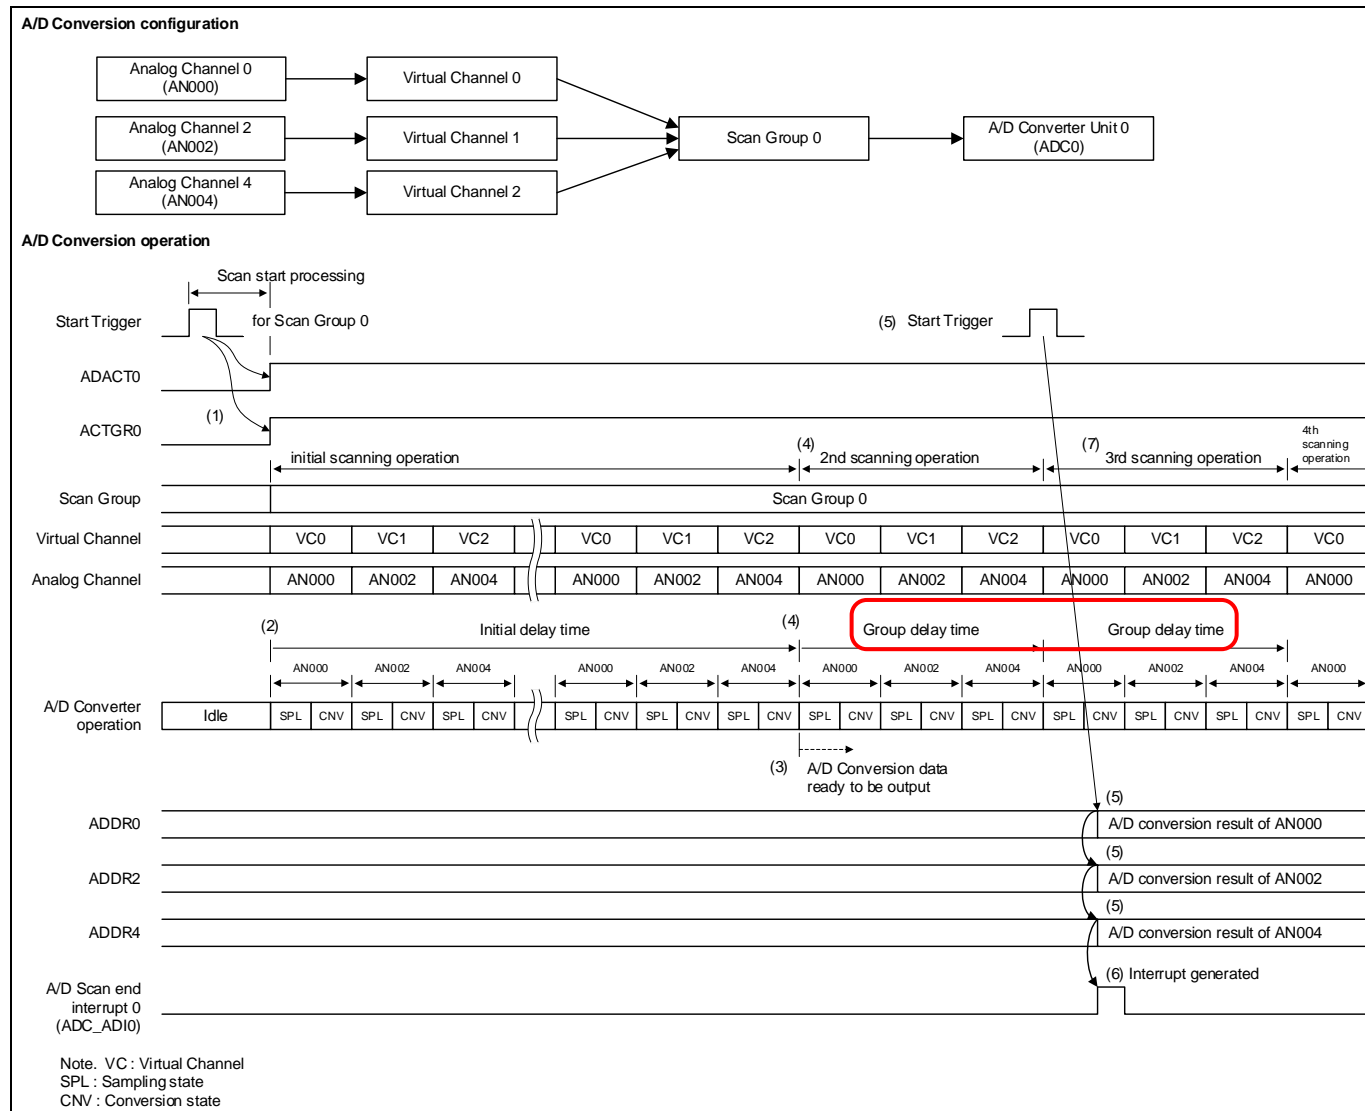 A/D Conversion configuration
Analog Channel 0
(AN000)
Virtual Channel 0
Analog Channel 2
(AN002)
Virtual Channel 1
Scan Group 0
A/D Converter Unit 0
(ADC0)
Analog Channel 4
(AN004)
Virtual Channel 2
A/D Conversion operation
Scan start processing
Start Trigger
for Scan Group 0
(5) Start Trigger
ADACT0
(1)
ACTGR0
initial scanning operation
(4)
2nd scanning operation
(7)
3rd scanning operation
4th
scanning
operation
Scan Group
Scan Group 0
Virtual Channel
VC0 VC1 VC2 VC0 VC1 VC2 VC0 VC1 VC2 VC0 VC1 VC2 VC0
Analog Channel
AN000 AN002 AN004 AN000 AN002 AN004 AN000 AN002 AN004 AN000 AN002 AN004 AN000
(2)
Initial delay time
(4)
Group delay time
Group delay time
AN000 AN002 AN004 AN000 AN002 AN004 AN000 AN002 AN004 AN000 AN002 AN004 AN000
A/D Converter
operation
Idle SPL CNV SPL CNV SPL CNV SPL CNV SPL CNV SPL CNV SPL CNV SPL CNV SPL CNV SPL CNV SPL CNV SPL CNV SPL CNV
(3)
A/D Conversion data
ready to be output
(5)
ADDR0
A/D conversion result of AN000
(5)
ADDR2
A/D conversion result of AN002
(5)
ADDR4
A/D conversion result of AN004
(6) Interrupt generated
A/D Scan end
interrupt 0
(ADC_ADI0)
Note. VC : Virtual Channel
SPL : Sampling state
CNV : Conversion state